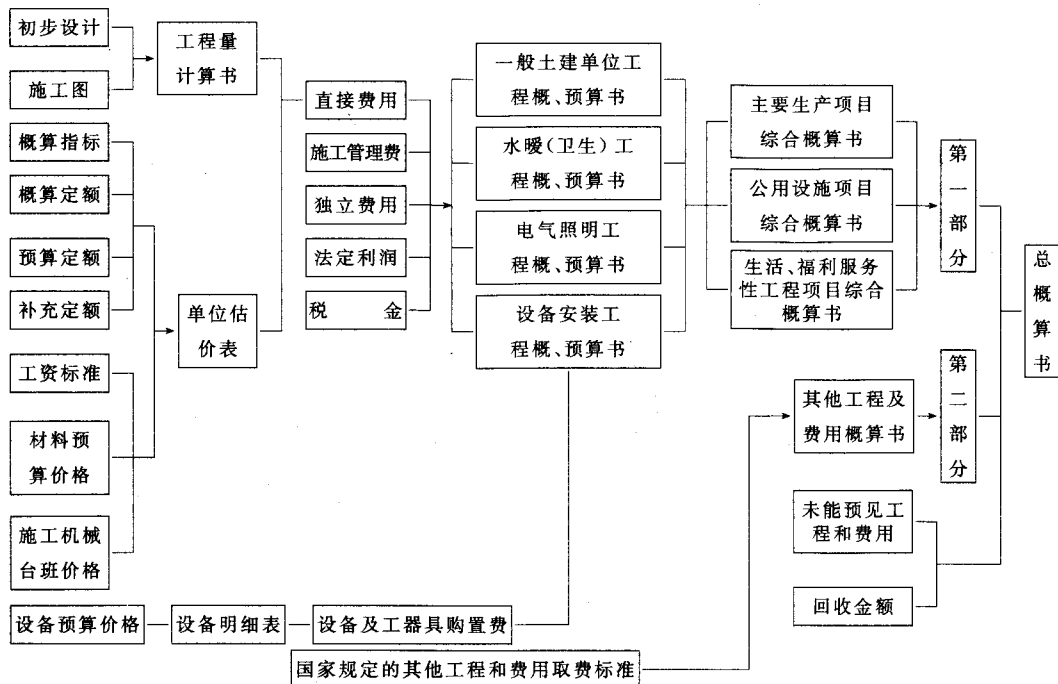 初步设计
施工图
概算指标
概算定额
预算定额
补充定额
工资标准
材料预
算价格
施工机械
台班价格
工程量
计算书
单位估
价表
直接费用
施工管理费
独立费用
法定利润
税 金
一般土建单位工
程概、预算书
水暖(卫生)工
程概、预算书
电气照明工
程概、预算书
设备安装工
程概、预算书
主要生产项目
综合概算书
公用设施项目
综合概算书
生活、福利服务
性工程项目综合
概算书
第一部分
其他工程及
费用概算书
第二部分
未能预见工
程和费用
回收金额
总概算书
设备预算价格
设备明细表
设备及工器具购置费
国家规定的其他工程和费用取费标准